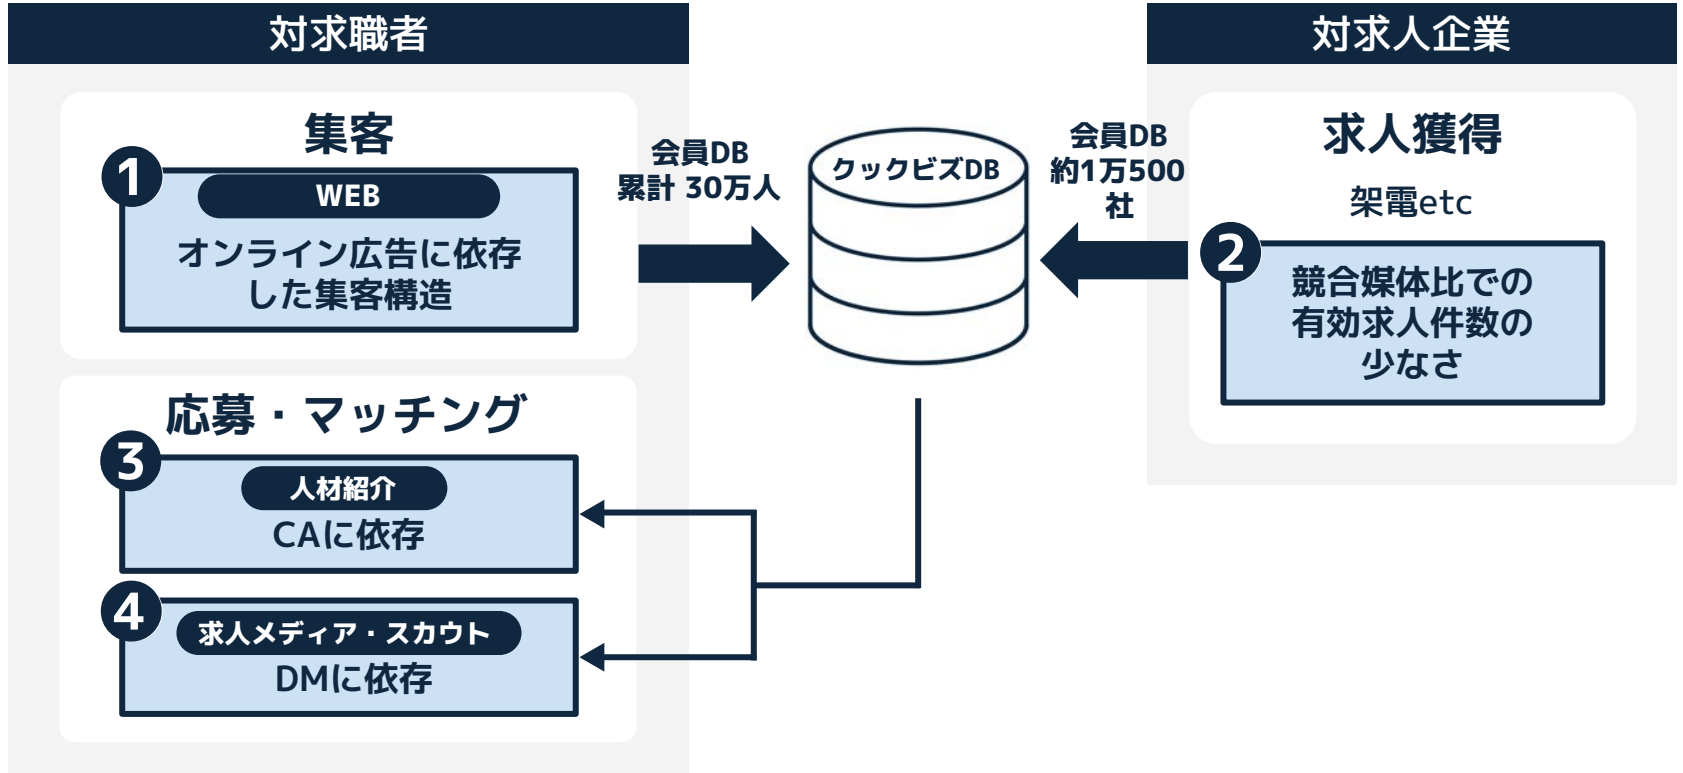 対求職者
集客
1
WEB
オンライン広告に依存
した集客構造
応募・マッチング
3
人材紹介
CAに依存
4
求人メディア・スカウト
DMに依存
会員DB
累計 30万人
クックビズDB
会員DB
約1万500
社
対求人企業
求人獲得
架電etc
2
競合媒体比での
有効求人件数の
少なさ